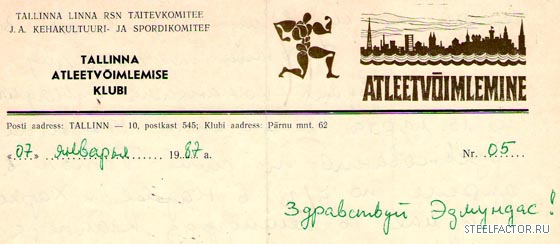 TALLINNA LINNA RSN TÄITEVKOMITEE
J. A. KEHAKULTUURI- JA SPORDIKOMITEE
TALLINNA
ATLEETVÕIMLEMISE
KLUBI
ATLEETVÕIMLEMINE
Posti aadress: TALLINN — 10, postkast 545; Klubi aadress: Pärnu mnt. 62
«07» января 1987 a.
Nr. 05
Здравствуй Эдмундас!
STEELFACTOR.RU